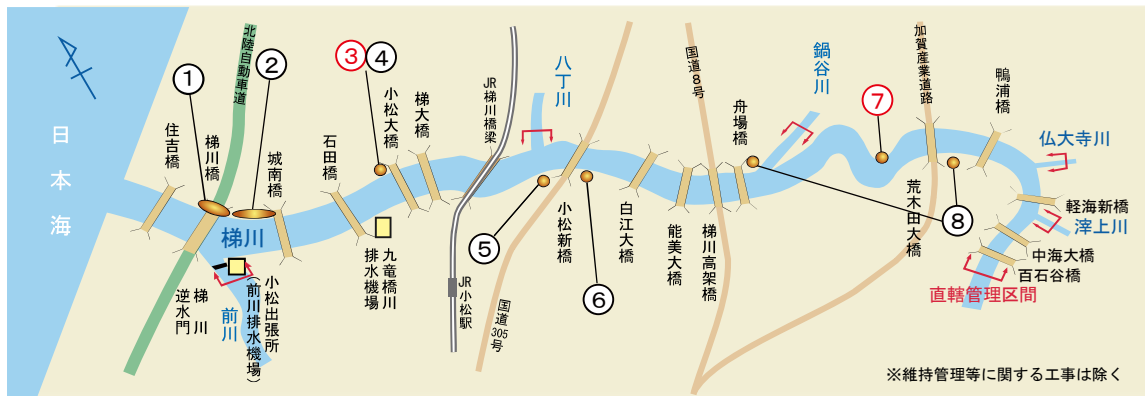 日本海
住吉橋
①
梯川橋
北陸自動車道
②
城南橋
梯川
梯川
逆水門
前川
小松出張所
(前川排水機場)
石田橋
③
④
小松大橋
梯大橋
九竜橋川
排水機場
JR梯川橋梁
JR小松駅
八丁川
⑤
国道305号
小松新橋
⑥
白江大橋
国道8号
能美大橋
梯川高架橋
舟場橋
鍋谷川
⑦
加賀産業道路
荒木田大橋
⑧
鴨浦橋
仏大寺川
軽海新橋
滓上川
中海大橋
百石谷橋
直轄管理区間
※維持管理等に関する工事は除く